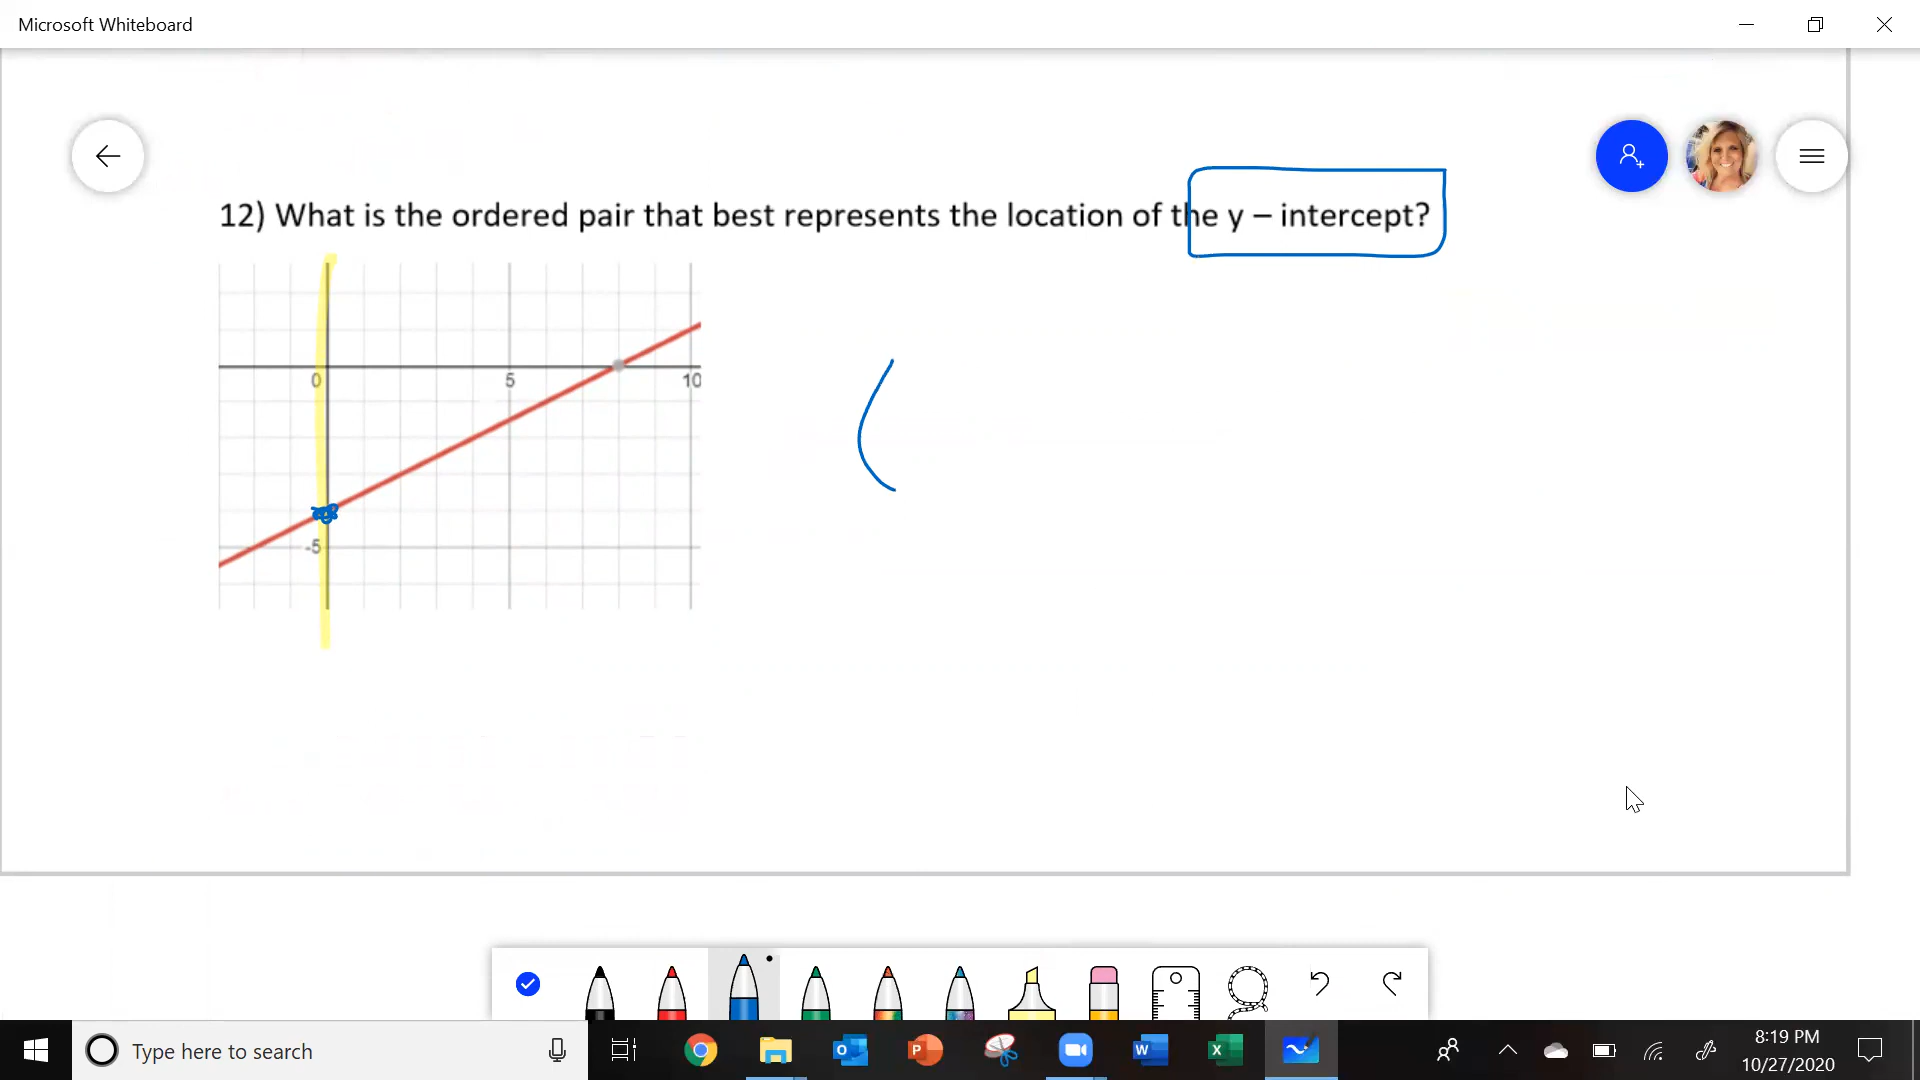 Microsoft Whiteboard
12) What is the ordered pair that best represents the location of the y – intercept?
0
5
10
-5
(
Type here to search
8:19 PM
10/27/2020